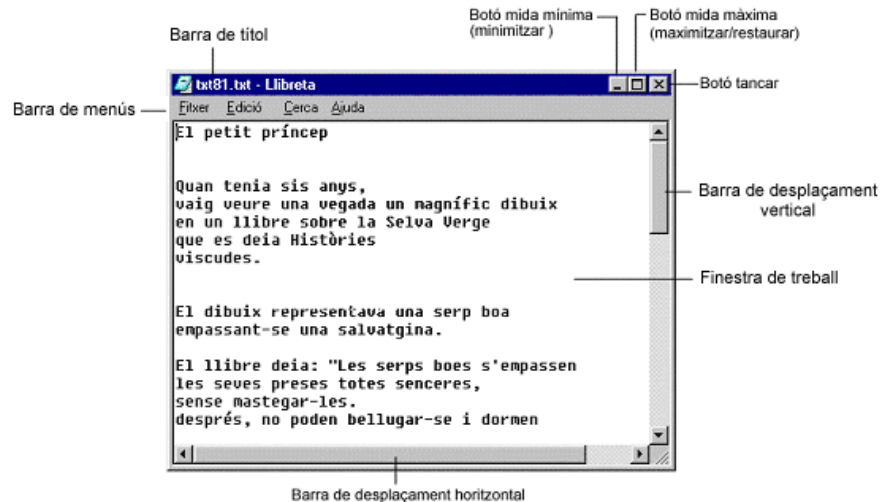 Botó mida mínima
(minimitzar )
Botó mida màxima
(maximitzar/restaurar)
Barra de títol
txt81.txt - Llibreta
Botó tancar
Barra de menús
Fitxer Edició Cerca Ajuda
El petit príncep
Quan tenia sis anys,
vaig veure una vegada un magnífic dibuix
en un llibre sobre la Selva Verge
que es deia Històries
viscudes.
Barra de desplaçament
vertical
Finestra de treball
El dibuix representava una serp boa
empassant-se una salvatgina.
El llibre deia: "Les serps boes s'empassen
les seves preses totes senceres,
sense mastegar-les.
després, no poden bellugar-se i dormen
Barra de desplaçament horitzontal